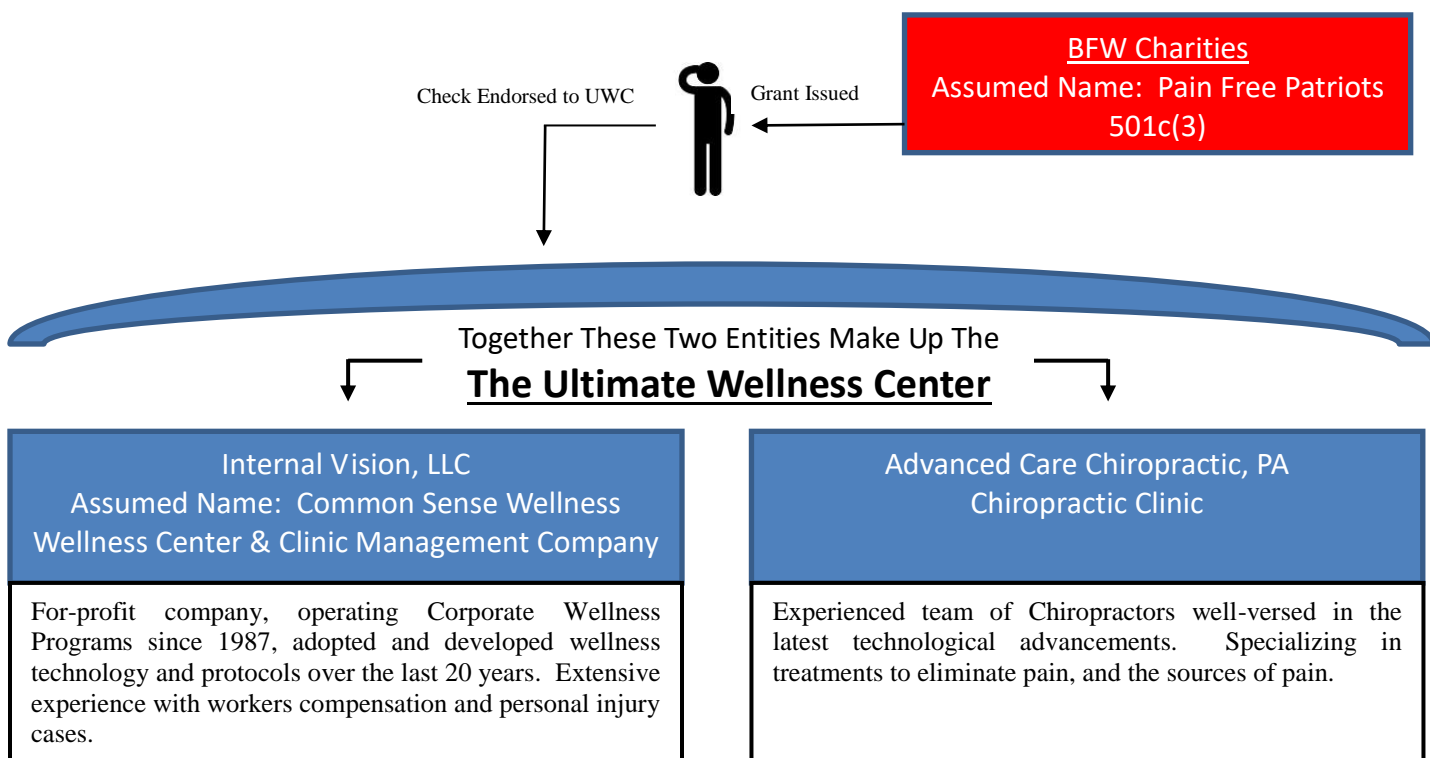 BFW Charities
Assumed Name: Pain Free Patriots
501c(3)
Check Endorsed to UWC
Grant Issued
Together These Two Entities Make Up The
The Ultimate Wellness Center
Internal Vision, LLC
Assumed Name: Common Sense Wellness
Wellness Center & Clinic Management Company
For-profit company, operating Corporate Wellness
Programs since 1987, adopted and developed wellness
technology and protocols over the last 20 years. Extensive
experience with workers compensation and personal injury
cases.
Advanced Care Chiropractic, PA
Chiropractic Clinic
Experienced team of Chiropractors well-versed in the
latest technological advancements. Specializing in
treatments to eliminate pain, and the sources of pain.